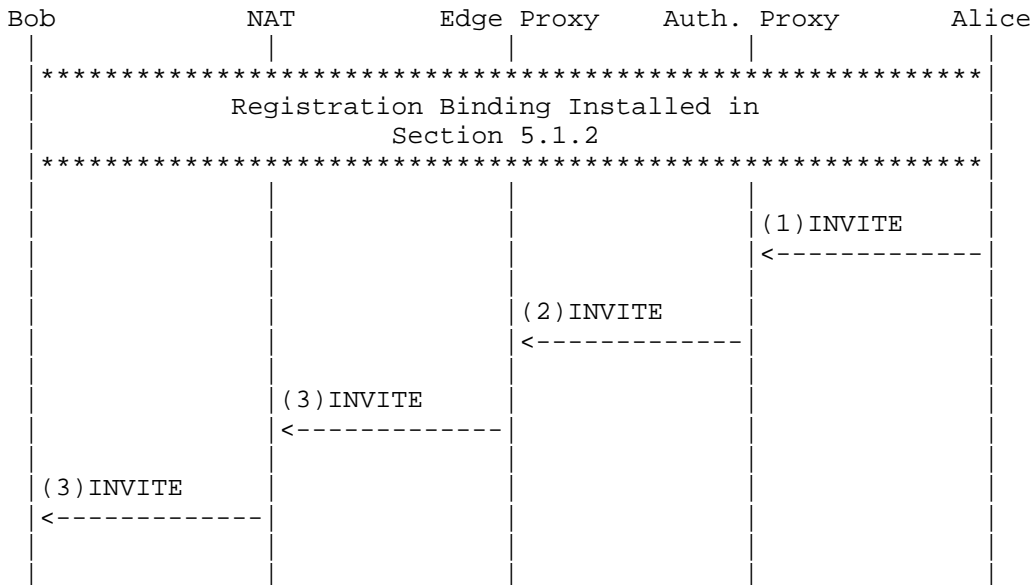 Bob NAT Edge Proxy Auth. Proxy Alice
***********************************************************
Registration Binding Installed in
Section 5.1.2
***********************************************************
(1)INVITE
<-------------
(2)INVITE
<-------------
(3)INVITE
<-------------
(3)INVITE
<-------------